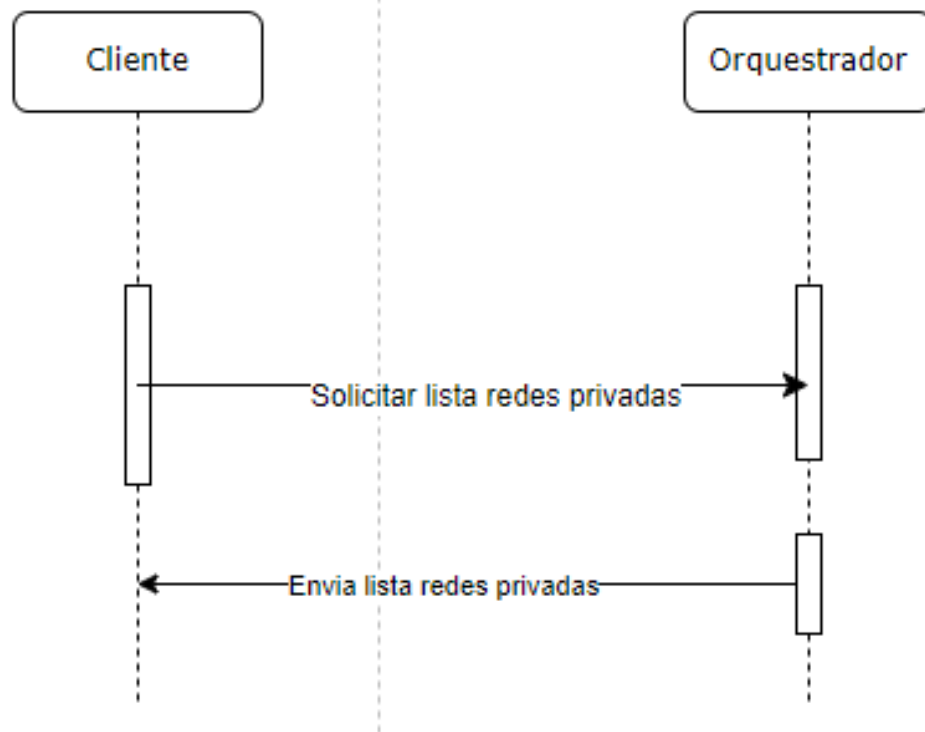 Cliente
Orquestrador
Solicitar lista redes privadas
Envia lista redes privadas